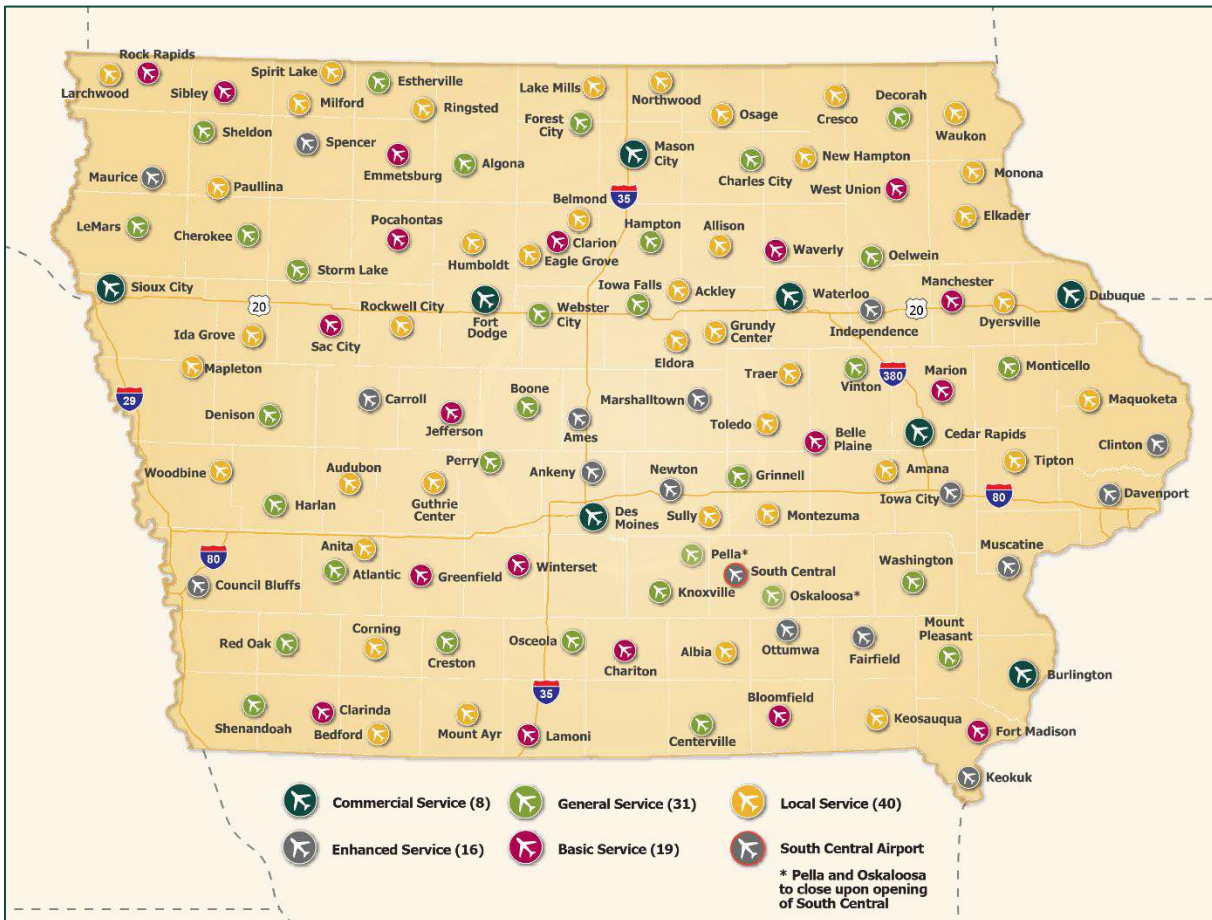 Rock Rapids
Spirit Lake
Estherville
Larchwood
Sibley
Milford
Ringsted
Lake Mills
Northwood
Osage
Cresco
Decorah
Waukon
Sheldon
Spencer
Forest
City
Mason
City
Emmetsburg
Algona
Charles City
New Hampton
Monona
Maurice
Paullina
West Union
35
Belmond
Elkader
LeMars
Cherokee
Pocahontas
Humboldt
Clarion
Eagle Grove
Hampton
Allison
Waverly
Oelwein
Storm Lake
Sioux City
20
Rockwell City
Fort
Dodge
Webster
City
Iowa Falls
Ackley
Waterloo
Independence
20
Manchester
Dyersville
Dubuque
Ida Grove
Sac City
Eldora
Grundy
Center
Mapleton
Traer
Vinton
380
Marion
Monticello
29
Denison
Carroll
Jefferson
Boone
Ames
Marshalltown
Toledo
Belle
Plaine
Cedar Rapids
Maquoketa
Clinton
Woodbine
Audubon
Perry
Guthrie
Center
Ankeny
Newton
Grinnell
Amana
Tipton
Iowa City
80
Davenport
Harlan
Des
Moines
Sully
Montezuma
80
Anita
Atlantic
Greenfield
Winterset
Pella*
South Central
Knoxville
Oskaloosa*
Washington
Muscatine
Council Bluffs
Red Oak
Corning
Creston
Osceola
Chariton
Albia
Ottumwa
Fairfield
Mount
Pleasant
Burlington
35
Shenandoah
Clarinda
Bedford
Mount Ayr
Lamoni
Centerville
Bloomfield
Keosauqua
Fort Madison
Keokuk
Commercial Service (8)
General Service (31)
Local Service (40)
Enhanced Service (16)
Basic Service (19)
South Central Airport
* Pella and Oskaloosa
to close upon opening
of South Central